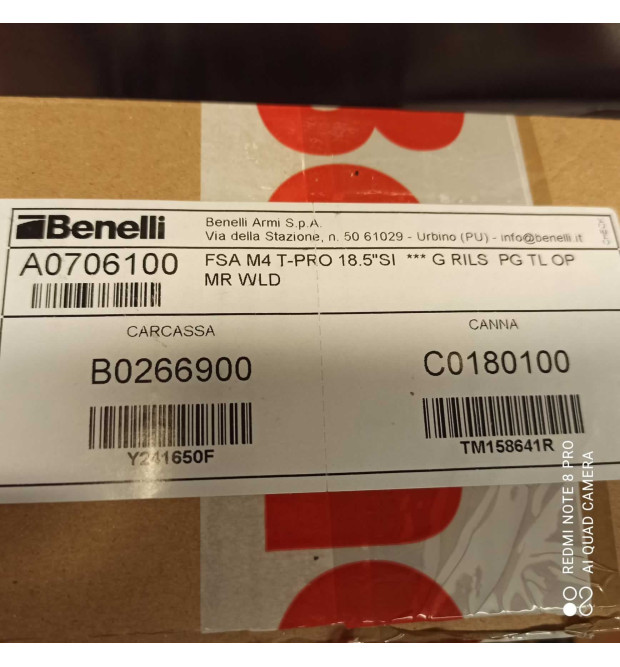 Benelli
Benelli Armi S.p.A.
Via della Stazione, n. 50 61029 - Urbino (PU) - info@benelli.it
A0706100
FSA M4 T-PRO 18.5"SI *** G RILS PG TL OP
MR WLD
CARCASSA
B0266900
Y241650F
CANNA
C0180100
TM158641R
REDMI NOTE 8 PRO
AI QUAD CAMERA